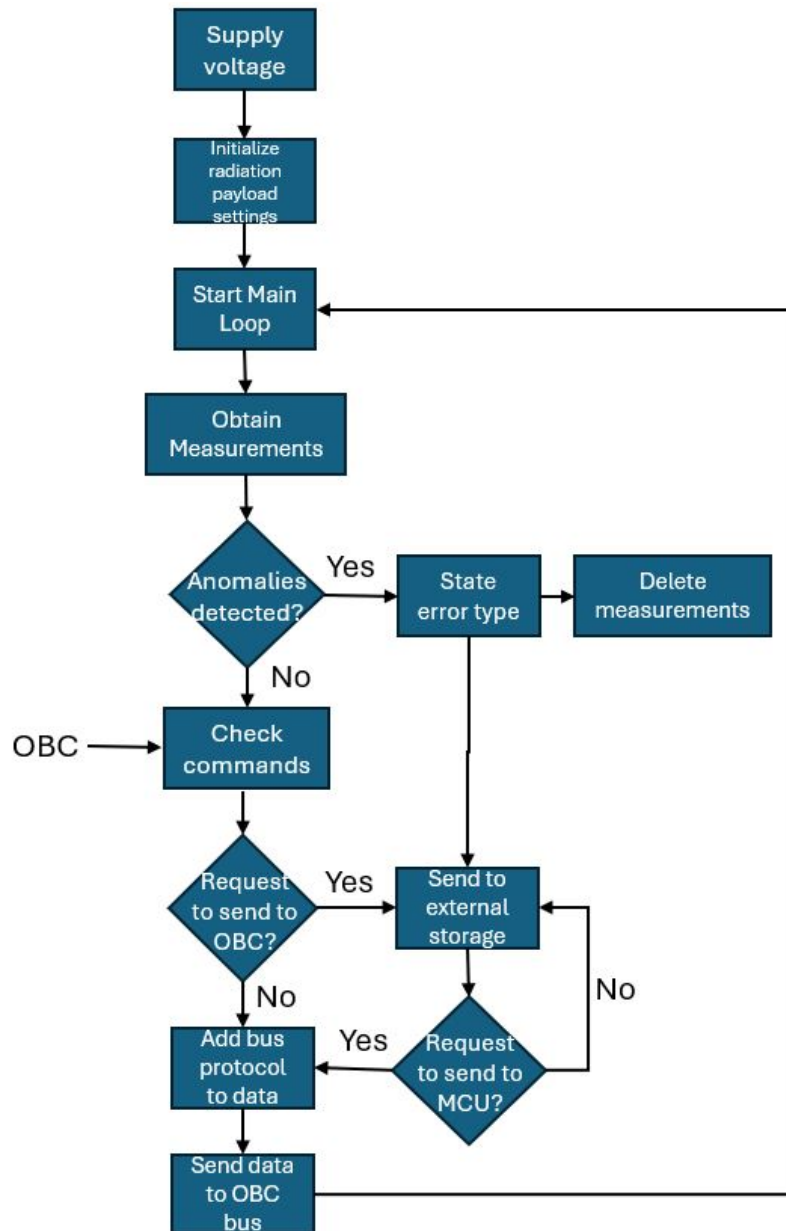 Supply
voltage
Initialize
radiation
payload
settings
Start Main
Loop
Obtain
Measurements
Anomalies
detected?
Yes
State
error type
Delete
measurements
No
OBC
Check
commands
Request
to send to
OBC?
Yes
Send to
external
storage
No
No
Add bus
protocol
to data
Yes
Request
to send to
MCU?
Send data
to OBC
bus